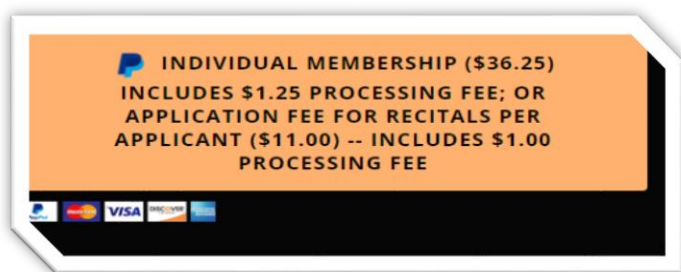 INDIVIDUAL MEMBERSHIP ($36.25)
INCLUDES $1.25 PROCESSING FEE; OR
APPLICATION FEE FOR RECITALS PER
APPLICANT ($11.00) -- INCLUDES $1.00
PROCESSING FEE
VISA
DISCOVER